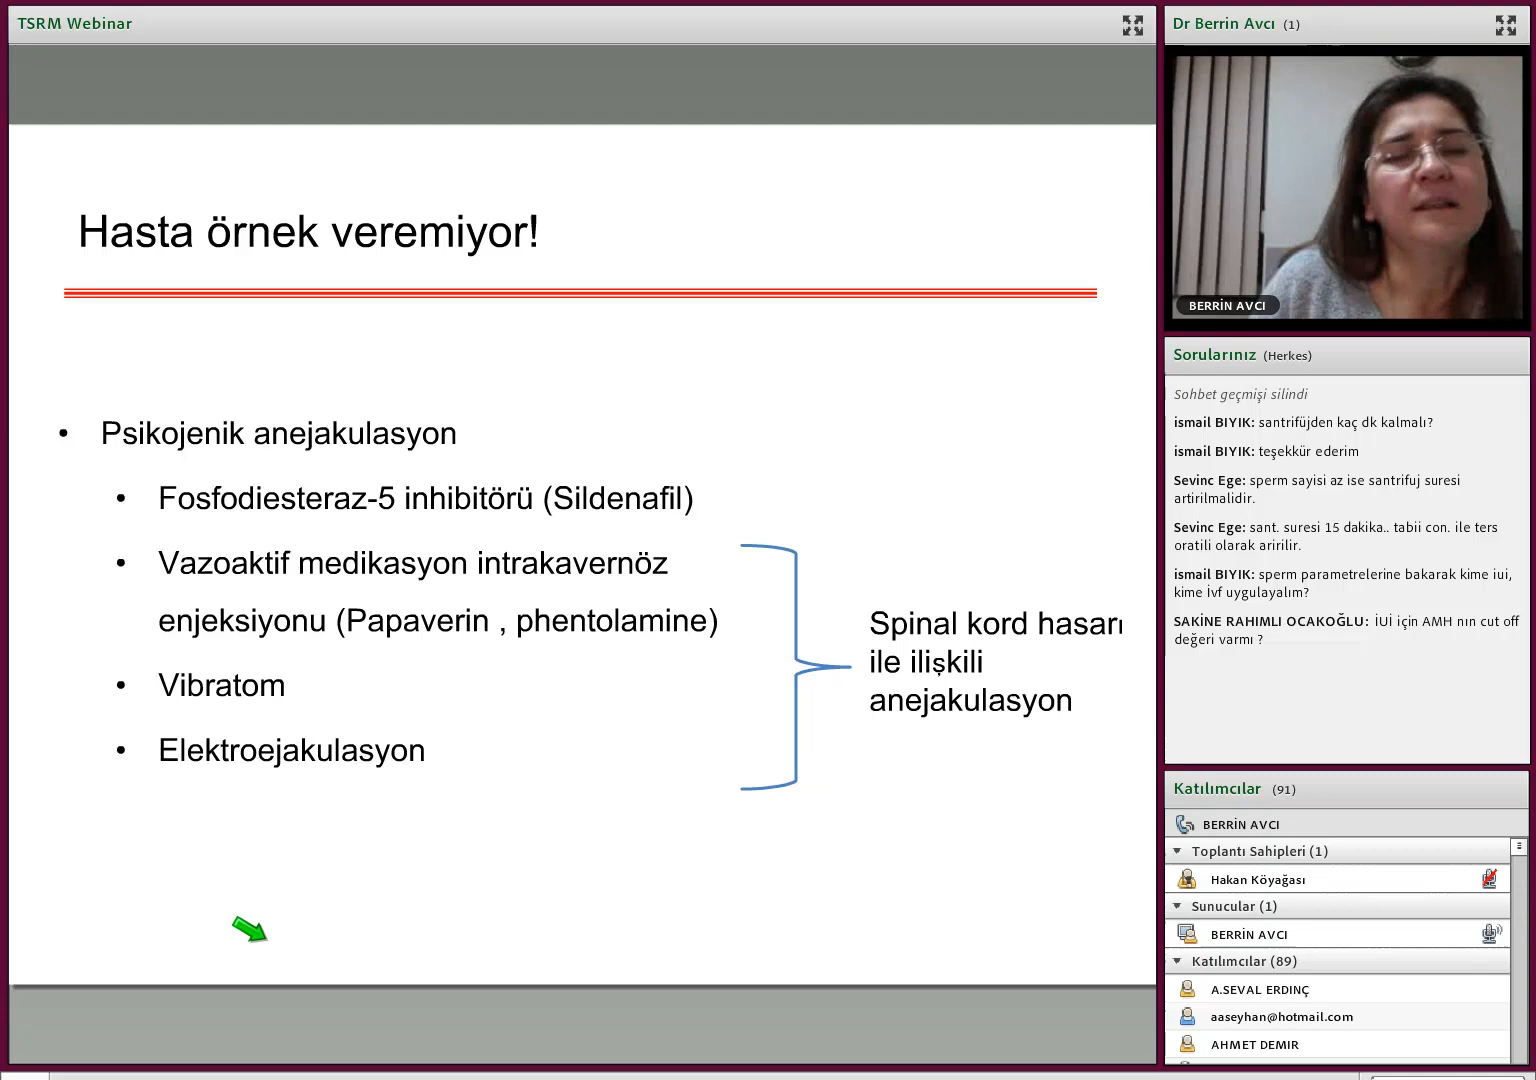 TSRM Webinar
Hasta örnek veremiyor!
• Psikojenik anejakulasyon
• Fosfodiesteraz-5 inhibitörü (Sildenafil)
• Vazoaktif medikasyon intrakavernöz
enjeksiyonu (Papaverin , phentolamine)
• Vibratom
• Elektroejakulasyon
Spinal kord hasarı
ile ilişkili
anejakulasyon
Dr Berrin Avcı (1)
BERRİN AVCI
Sorularınız (Herkes)
Sohbet geçmişi silindi
ismail BIYIK: santrifüjden kaç dk kalmalı?
ismail BIYIK: teşekkür ederim
Sevinc Ege: sperm sayisi az ise santrifuj suresi
artirilmalidir.
Sevinc Ege: sant. suresi 15 dakika.. tabii con. ile ters
oratili olarak aririlir.
ismail BIYIK: sperm parametrelerine bakarak kime iui,
kime İvf uygulayalım?
SAKİNE RAHIMLI OCAKOĞLU: İUİ için AMH nın cut off
değeri varmı ?
Katılımcılar (91)
BERRİN AVCI
Toplantı Sahipleri (1)
Hakan Köyağası
Sunucular (1)
BERRİN AVCI
Katılımcılar (89)
A.SEVAL ERDINÇ
aaseyhan@hotmail.com
AHMET DEMIR